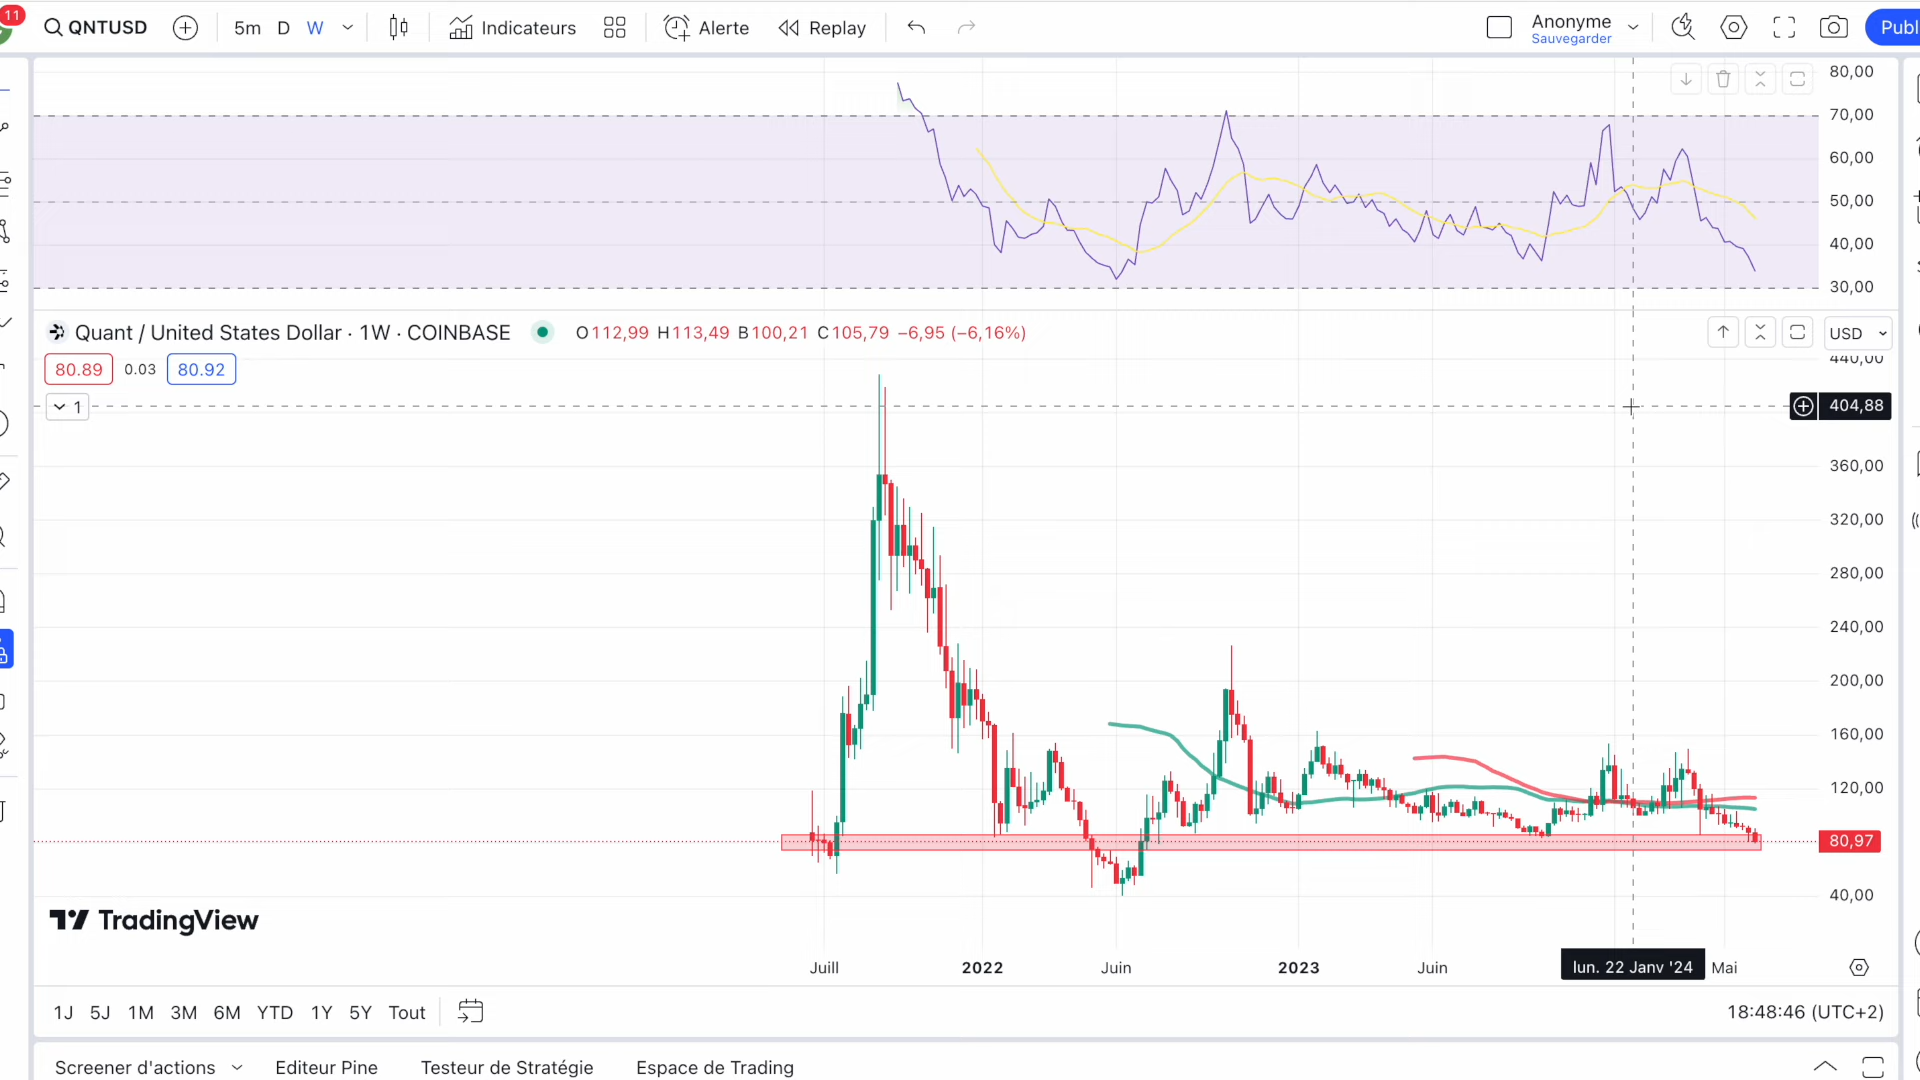 11
QNTUSD
5m D W
Indicateurs
Alerte
Replay
Anonyme
Sauvegarder
Publ
80,00
70,00
60,00
50,00
40,00
30,00
Quant / United States Dollar · 1W · COINBASE
O112,99 H113,49 B100,21 C105,79 −6,95 (−6,16%)
USD
80.89 0.03 80.92
1
440,00
404,88
360,00
320,00
280,00
240,00
200,00
160,00
120,00
80,97
40,00
TradingView
Juill 2022 Juin 2023 Juin lun. 22 Janv '24 Mai
1J 5J 1M 3M 6M YTD 1Y 5Y Tout
18:48:46 (UTC+2)
Screener d'actions Editeur Pine Testeur de Stratégie Espace de Trading